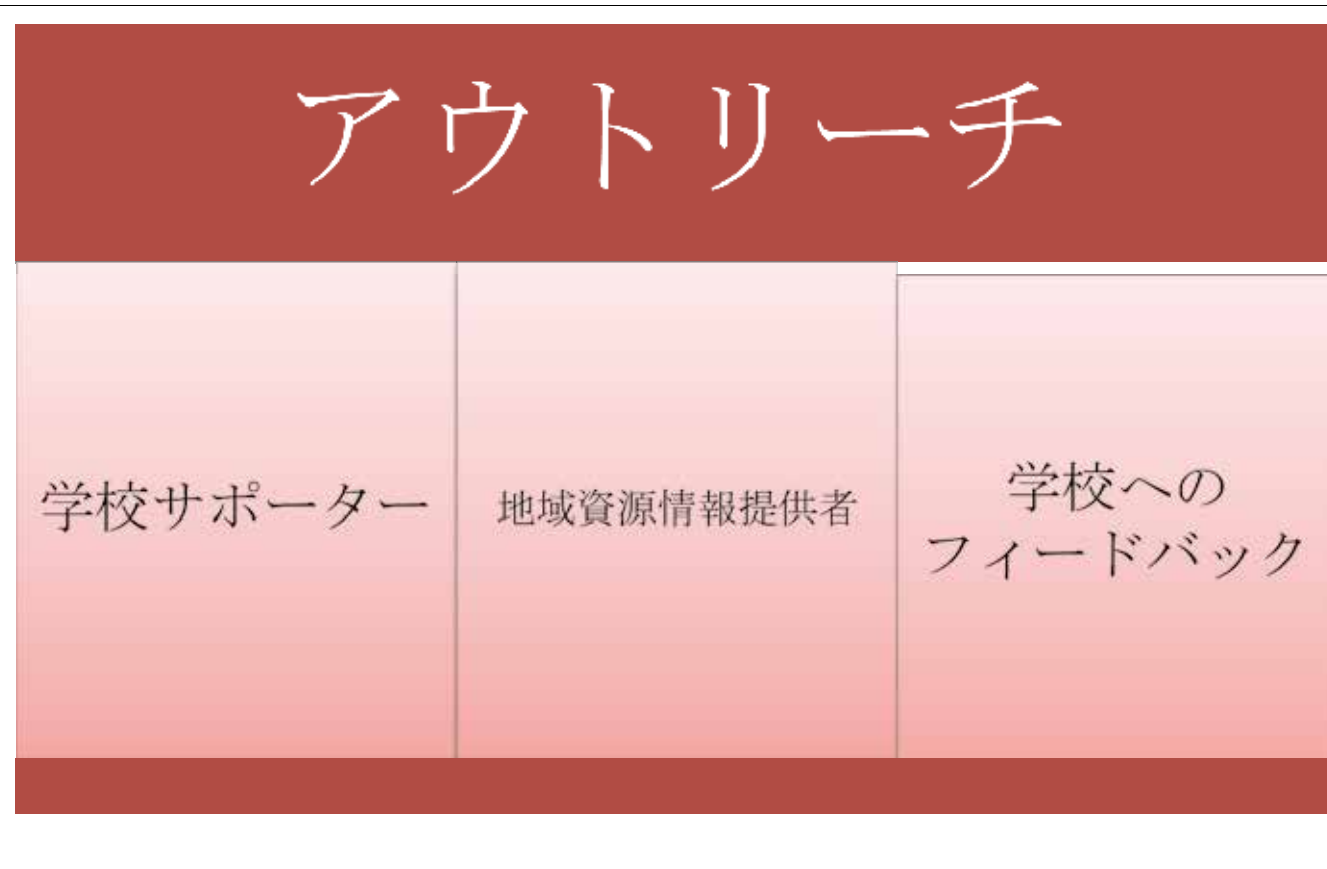 アウトリーチ
学校サポーター
地域資源情報提供者
学校への
フィードバック